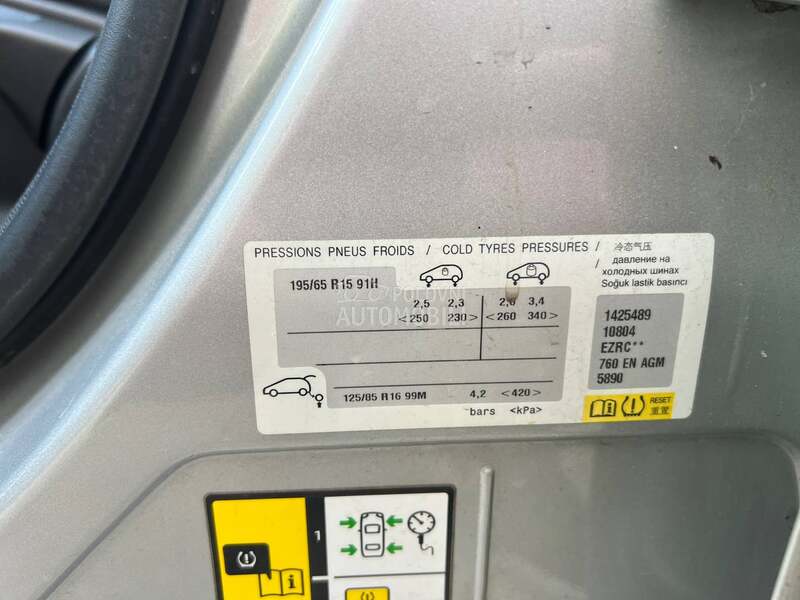 PRESSIONS PNEUS FROIDS / COLD TYRES PRESSURES / 冷态气压
/ давление на
холодных шинах
Soğuk lastik basıncı
195/65 R15 91H
2,5 2,3 2,6 3,4
<250 230> <260 340>
125/85 R16 99M 4,2 <420>
bars <kPa>
1425489
10804
EZRC**
760 EN AGM
5890
RESET
重置
POLOVNI
AUTOMOBILI
1